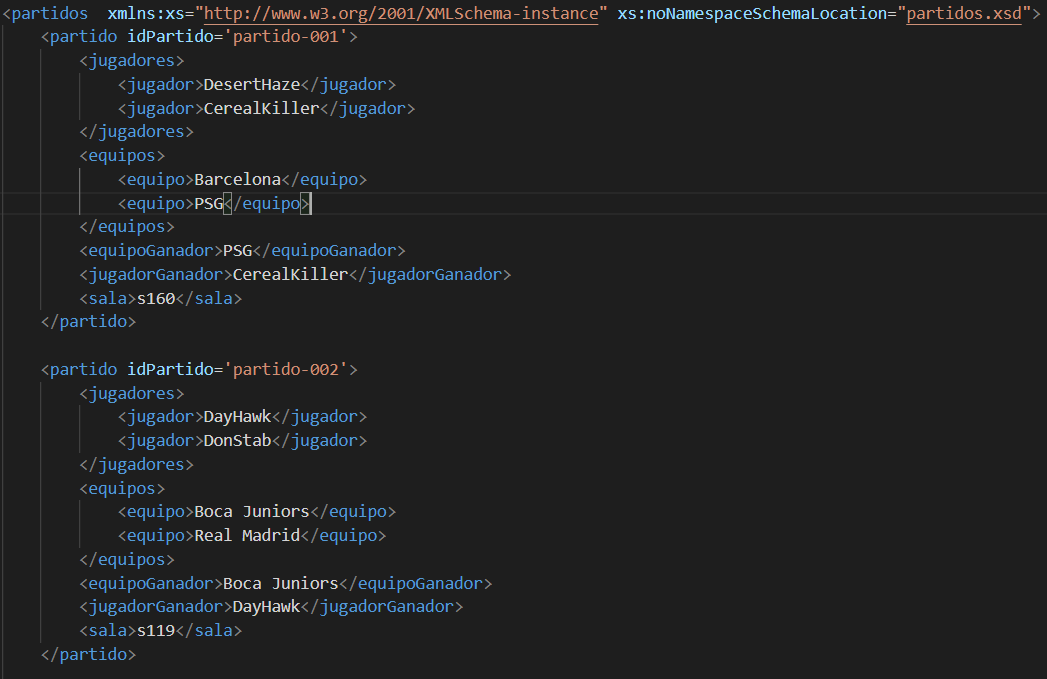 <partidos  xmlns:xs="http://www.w3.org/2001/XMLSchema-instance" xs:noNamespaceSchemaLocation="partidos.xsd">
    <partido idPartido='partido-001'>
        <jugadores>
            <jugador>DesertHaze</jugador>
            <jugador>CerealKiller</jugador>
        </jugadores>
        <equipos>
            <equipo>Barcelona</equipo>
            <equipo>PSG</equipo>
        </equipos>
        <equipoGanador>PSG</equipoGanador>
        <jugadorGanador>CerealKiller</jugadorGanador>
        <sala>s160</sala>
    </partido>

    <partido idPartido='partido-002'>
        <jugadores>
            <jugador>DayHawk</jugador>
            <jugador>DonStab</jugador>
        </jugadores>
        <equipos>
            <equipo>Boca Juniors</equipo>
            <equipo>Real Madrid</equipo>
        </equipos>
        <equipoGanador>Boca Juniors</equipoGanador>
        <jugadorGanador>DayHawk</jugadorGanador>
        <sala>s119</sala>
    </partido>